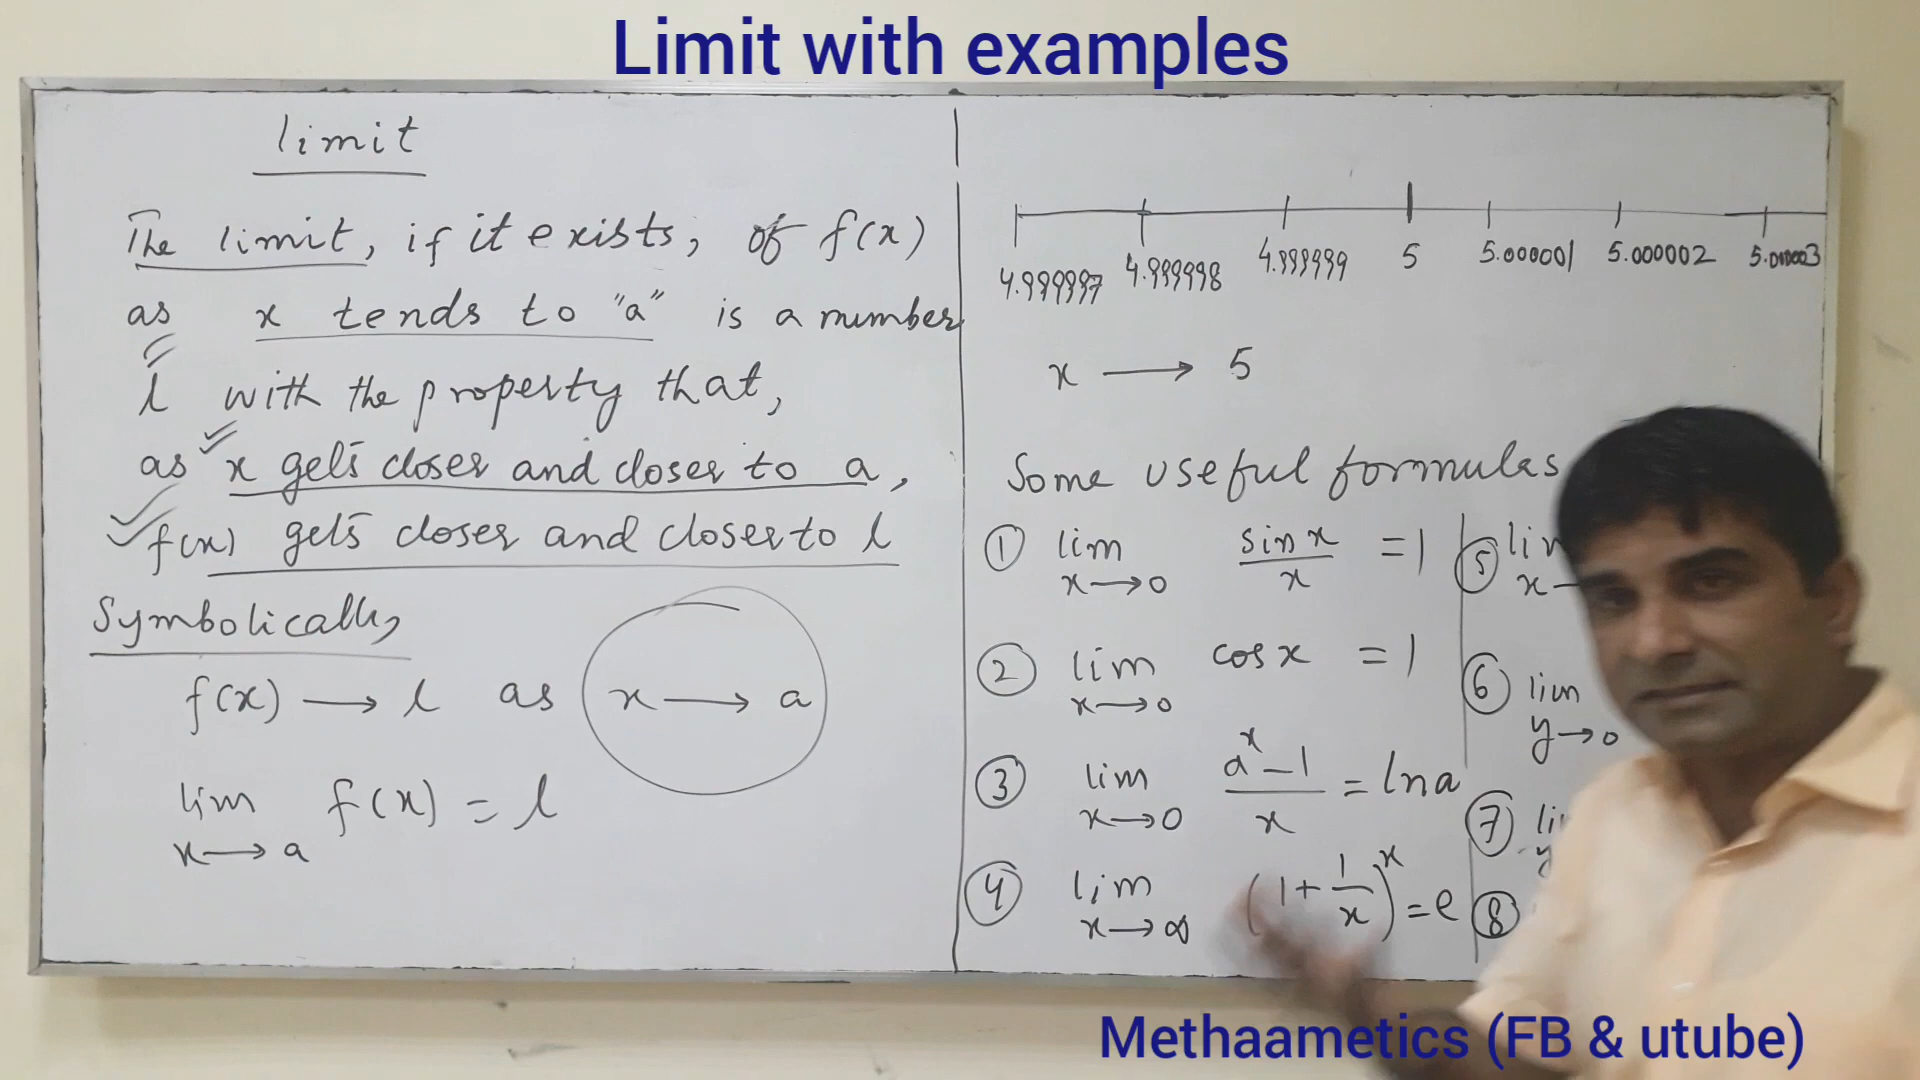 Limit with examples
limit
The limit, if it exists, of f(x)
as x tends to "a" is a number
l with the property that,
as x gets closer and closer to a,
f(x) gets closer and closer to l
Symbolically
f(x) → l as x → a
lim f(x) = l
x → a
4.999997 4.999998 4.999999 5 5.000001 5.000002 5.000003
x → 5
Some useful formulas
① lim sin x / x = 1
x → 0
② lim cos x = 1
x → 0
③ lim a^x - 1 / x = ln a
x → 0
④ lim (1 + 1/x)^x = e
x → ∞
⑤ lim
x →
⑥ lim
y → 0
⑦
⑧
Methaametics (FB & utube)